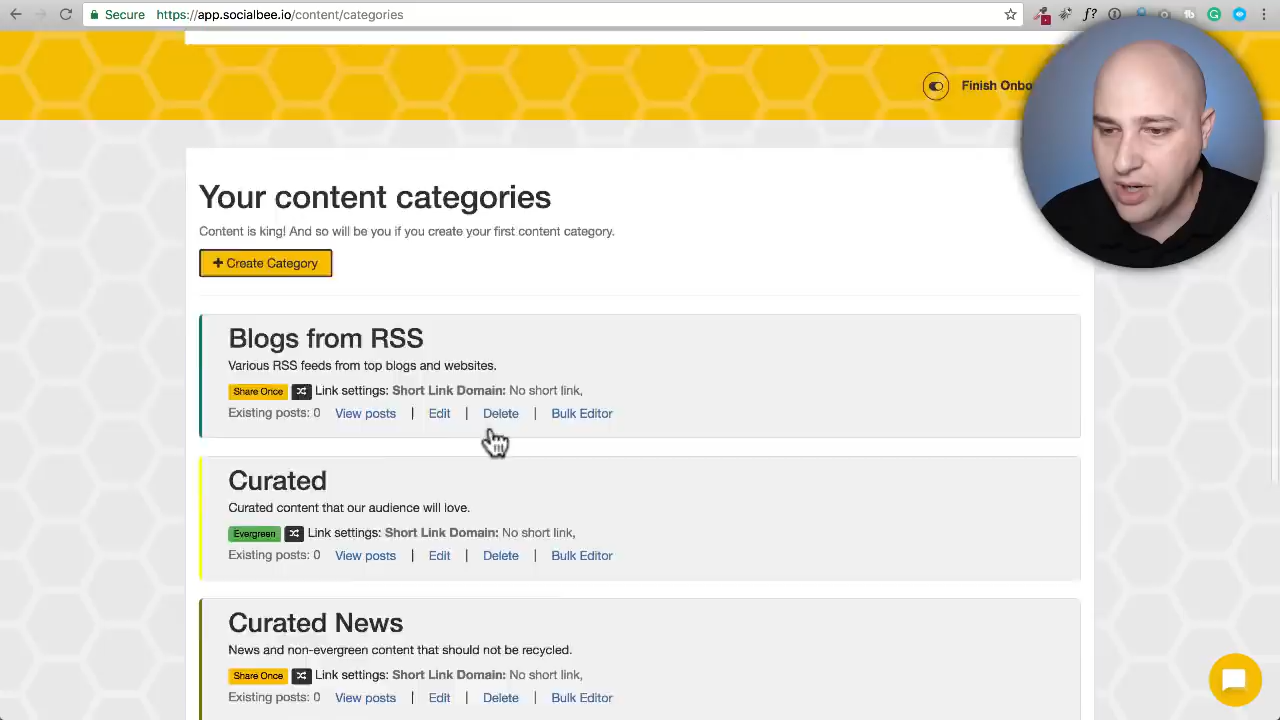 Secure https://app.socialbee.io/content/categories
Finish Onbo
Your content categories
Content is king! And so will be you if you create your first content category.
+ Create Category
Blogs from RSS
Various RSS feeds from top blogs and websites.
Share Once Link settings: Short Link Domain: No short link,
Existing posts: 0 View posts | Edit | Delete | Bulk Editor
Curated
Curated content that our audience will love.
Evergreen Link settings: Short Link Domain: No short link,
Existing posts: 0 View posts | Edit | Delete | Bulk Editor
Curated News
News and non-evergreen content that should not be recycled.
Share Once Link settings: Short Link Domain: No short link,
Existing posts: 0 View posts | Edit | Delete | Bulk Editor